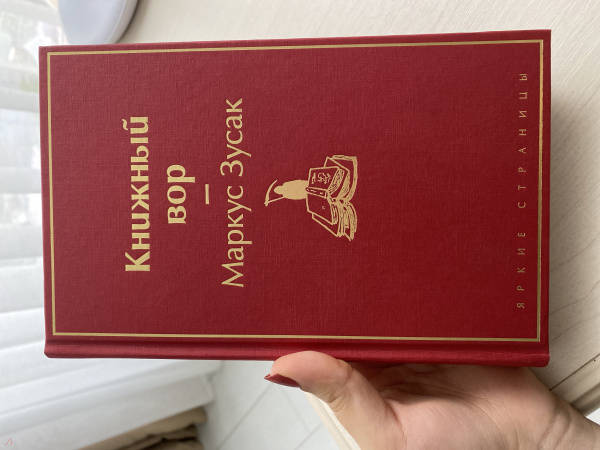 Книжный
вор
–
Маркус Зусак
ЯРКИЕ СТРАНИЦЫ